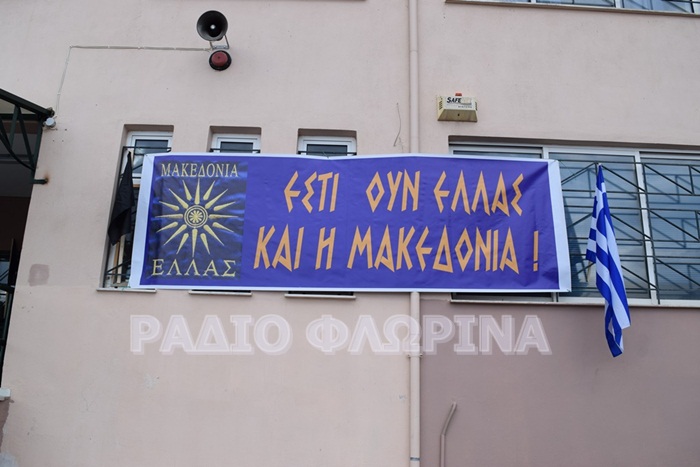 SAFE
ΜΑΚΕΔΟΝΙΑ
ΕΛΛΑΣ
ΕΣΤΙ ΟΥΝ ΕΛΛΑΣ
ΚΑΙ Η ΜΑΚΕΔΟΝΙΑ !
ΡΑΔΙΟ ΦΛΩΡΙΝΑ